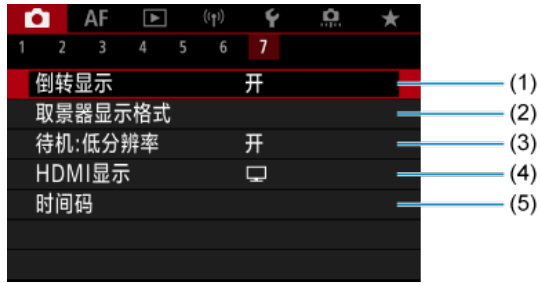 AF
1 2 3 4 5 6 7
倒转显示 开 (1)
取景器显示格式 (2)
待机:低分辨率 开 (3)
HDMI显示 (4)
时间码 (5)